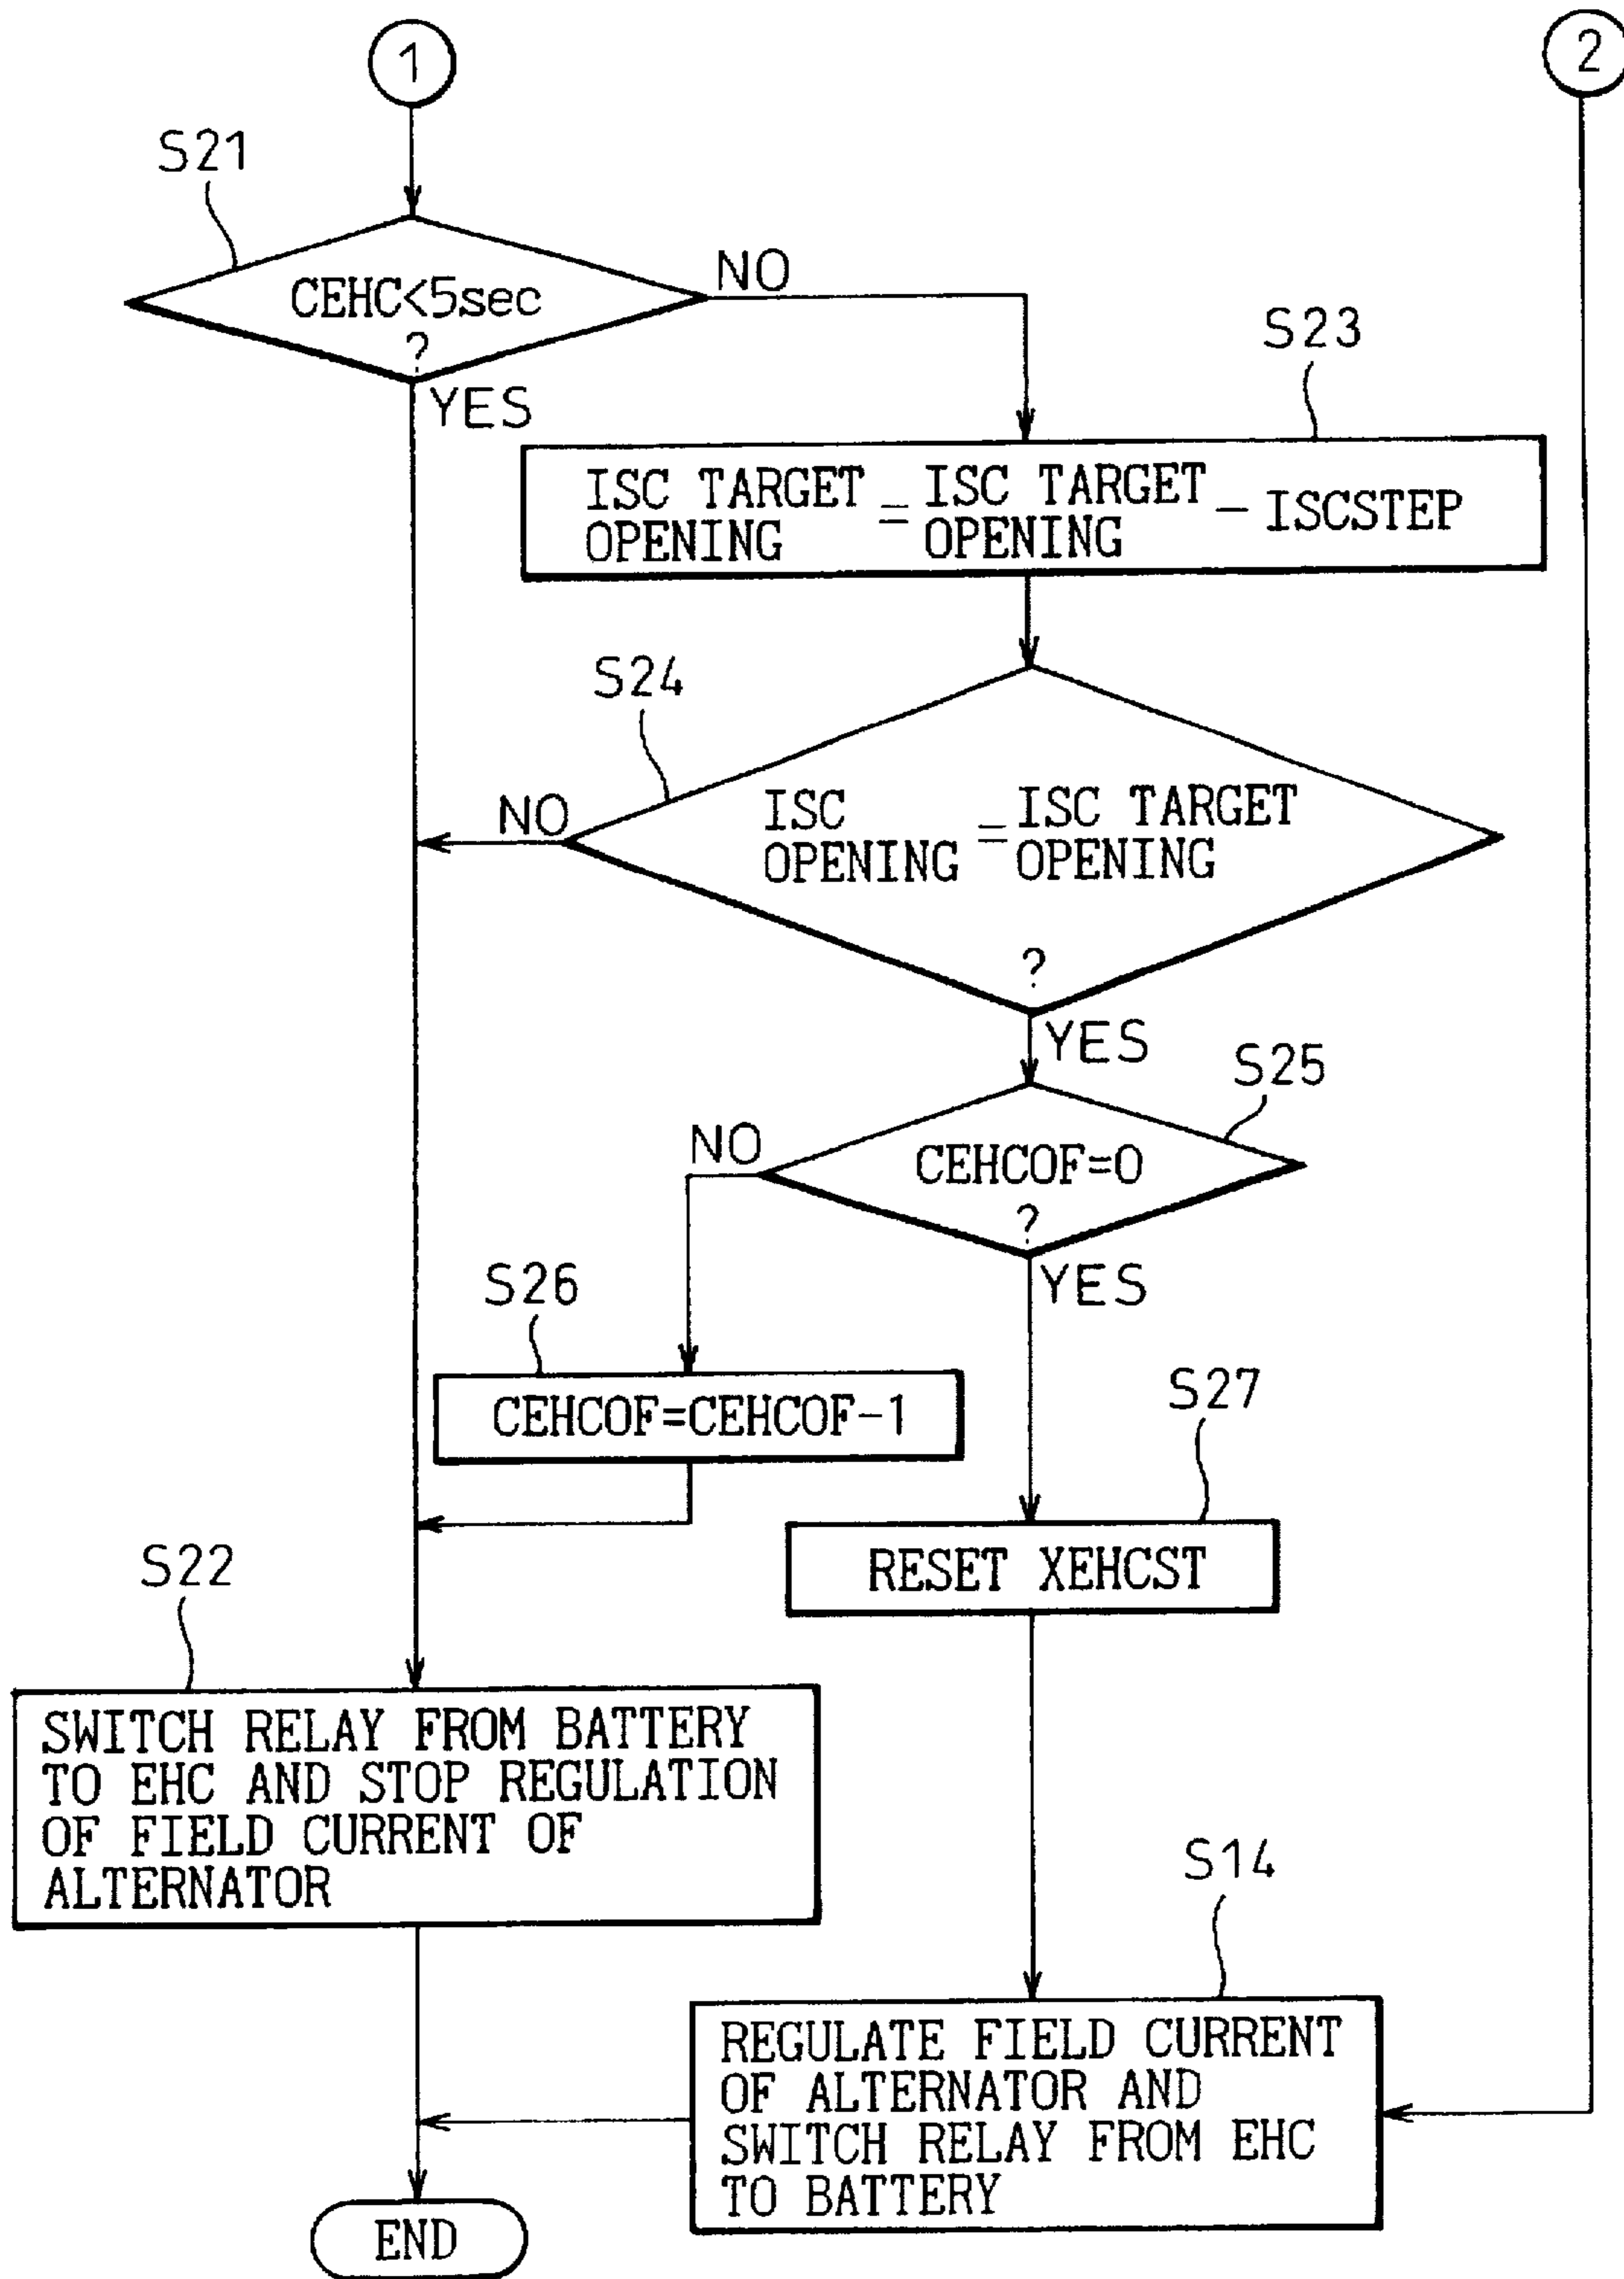 1
2
S21
CEHC<5sec
?
NO
YES
S23
ISC TARGET OPENING = ISC TARGET OPENING - ISCSTEP
S24
ISC OPENING = ISC TARGET OPENING
?
NO
YES
S25
CEHCOF=0
?
NO
YES
S26
CEHCOF=CEHCOF-1
S27
RESET XEHCST
S22
SWITCH RELAY FROM BATTERY
TO EHC AND STOP REGULATION
OF FIELD CURRENT OF
ALTERNATOR
S14
REGULATE FIELD CURRENT
OF ALTERNATOR AND
SWITCH RELAY FROM EHC
TO BATTERY
END